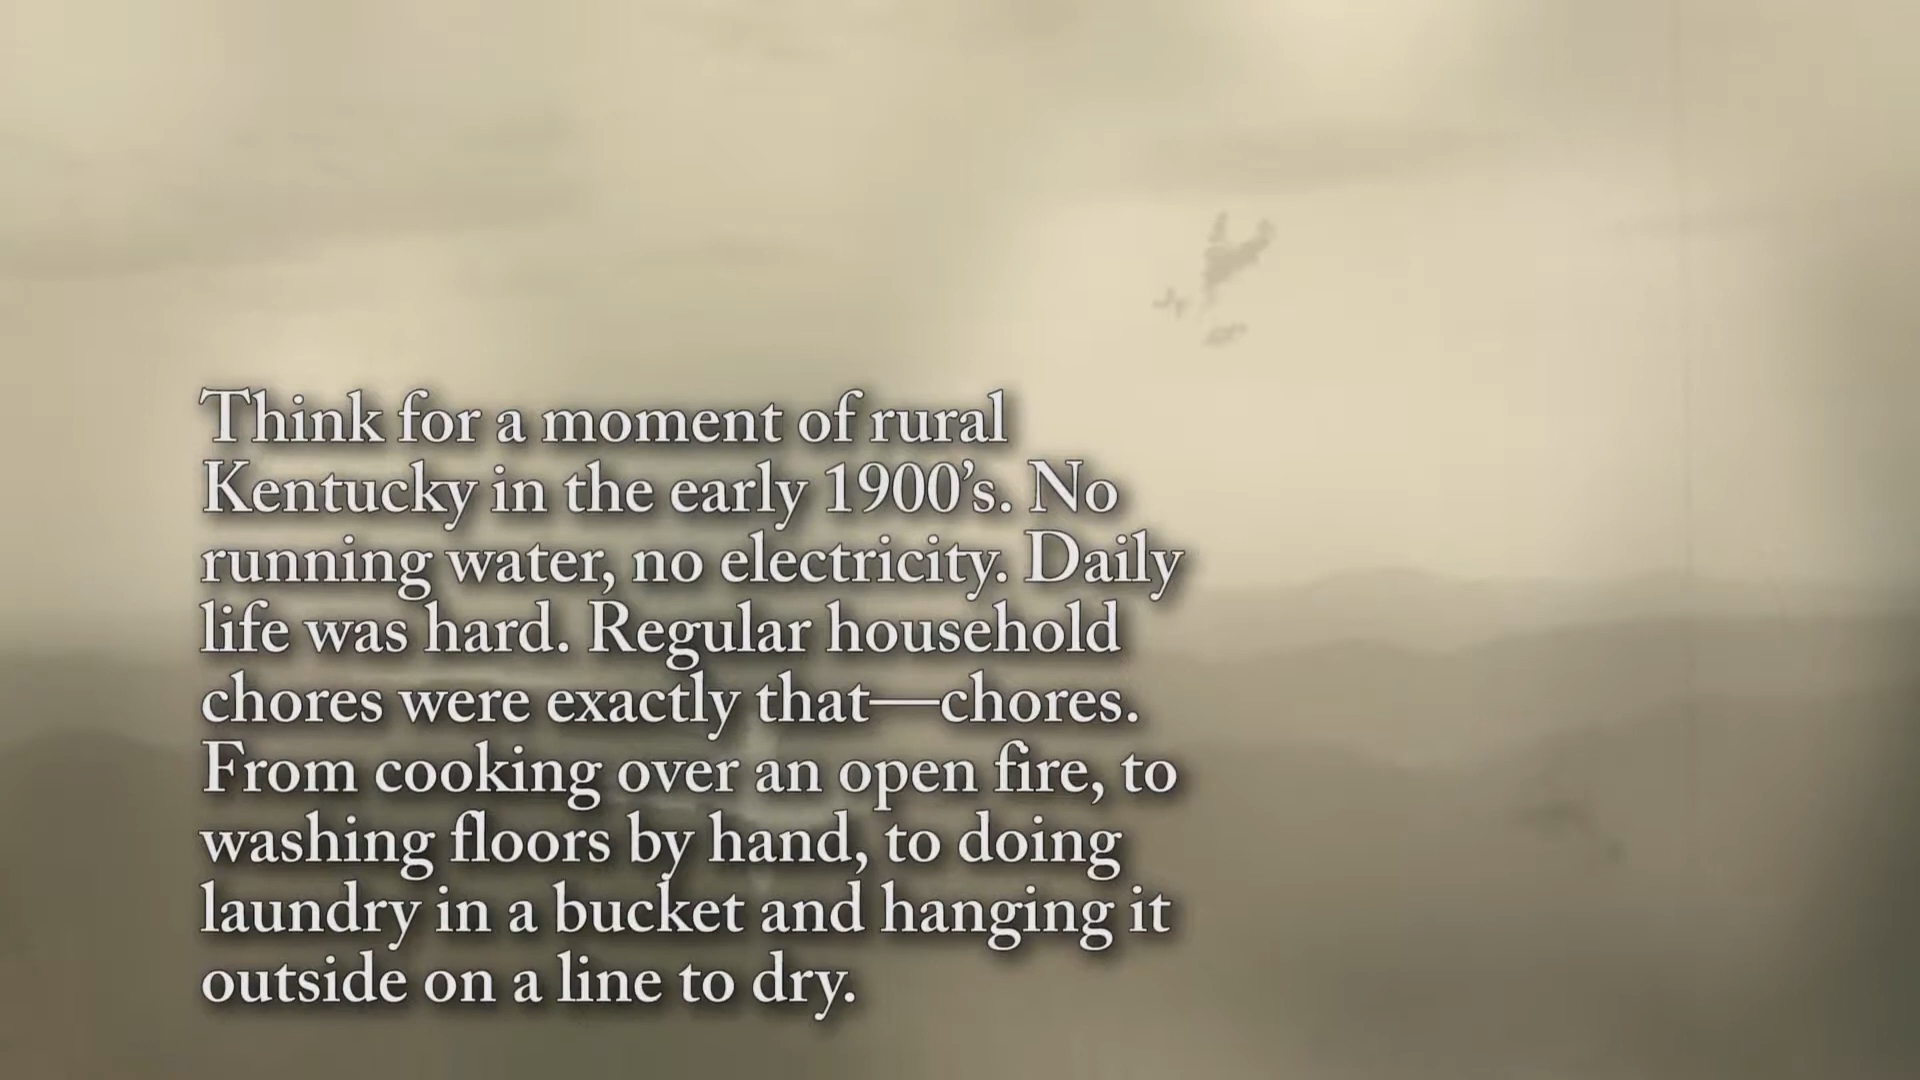 Think for a moment of rural
Kentucky in the early 1900’s. No
running water, no electricity. Daily
life was hard. Regular household
chores were exactly that—chores.
From cooking over an open fire, to
washing floors by hand, to doing
laundry in a bucket and hanging it
outside on a line to dry.